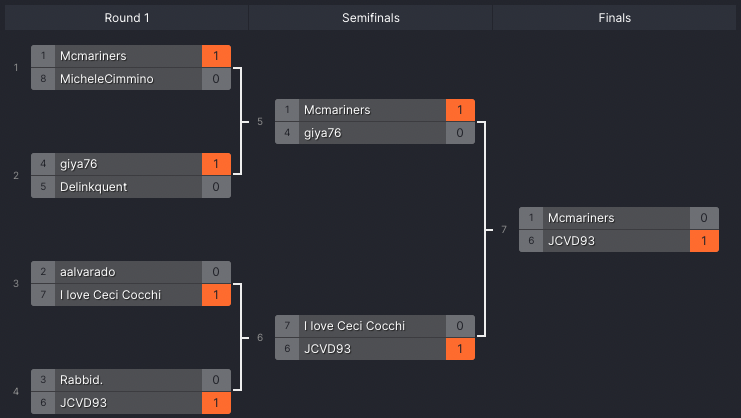 Round 1
Semifinals
Finals
1
1 Mcmariners 1
8 MicheleCimmino 0
2
4 giya76 1
5 Delinkquent 0
3
2 aalvarado 0
7 I love Ceci Cocchi 1
4
3 Rabbid. 0
6 JCVD93 1
5
1 Mcmariners 1
4 giya76 0
6
7 I love Ceci Cocchi 0
6 JCVD93 1
7
1 Mcmariners 0
6 JCVD93 1